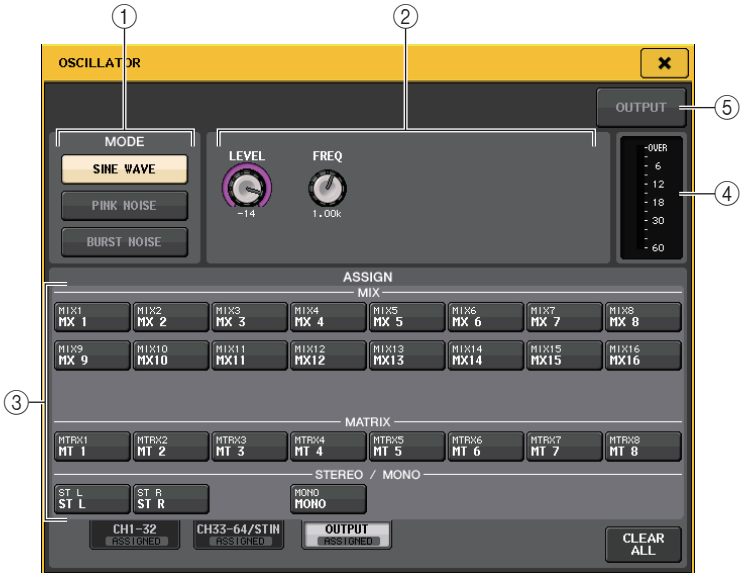 ① ②
OSCILLATOR
OUTPUT ⑤
MODE
SINE WAVE
PINK NOISE
BURST NOISE
LEVEL FREQ
-14 1.00k
-OVER
- 6
- 12
- 18
- 30
- 60
④
ASSIGN
MIX
MIX1 MIX2 MIX3 MIX4 MIX5 MIX6 MIX7 MIX8
MX 1 MX 2 MX 3 MX 4 MX 5 MX 6 MX 7 MX 8
MIX9 MIX10 MIX11 MIX12 MIX13 MIX14 MIX15 MIX16
MX 9 MX10 MX11 MX12 MX13 MX14 MX15 MX16
③
MATRIX
MTRX1 MTRX2 MTRX3 MTRX4 MTRX5 MTRX6 MTRX7 MTRX8
MT 1 MT 2 MT 3 MT 4 MT 5 MT 6 MT 7 MT 8
STEREO / MONO
ST L ST R MONO
ST L ST R MONO
CH1-32 CH33-64/STIN OUTPUT
ASSIGNED ASSIGNED ASSIGNED
CLEAR
ALL